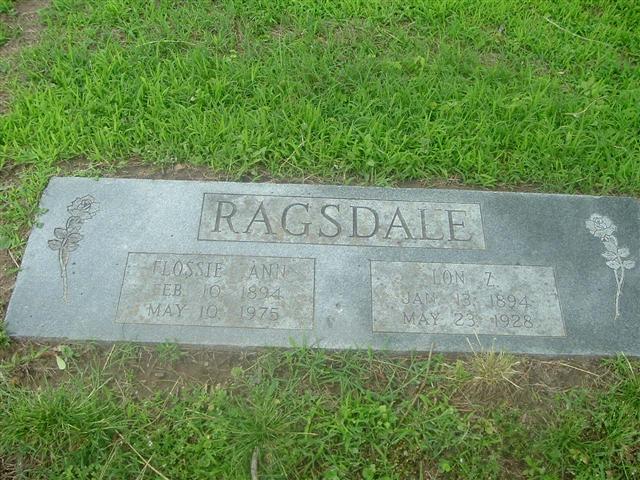 RAGSDALE
FLOSSIE ANN
FEB. 10, 1894
MAY 10, 1975
LON Z.
JAN. 13, 1894
MAY 23, 1928